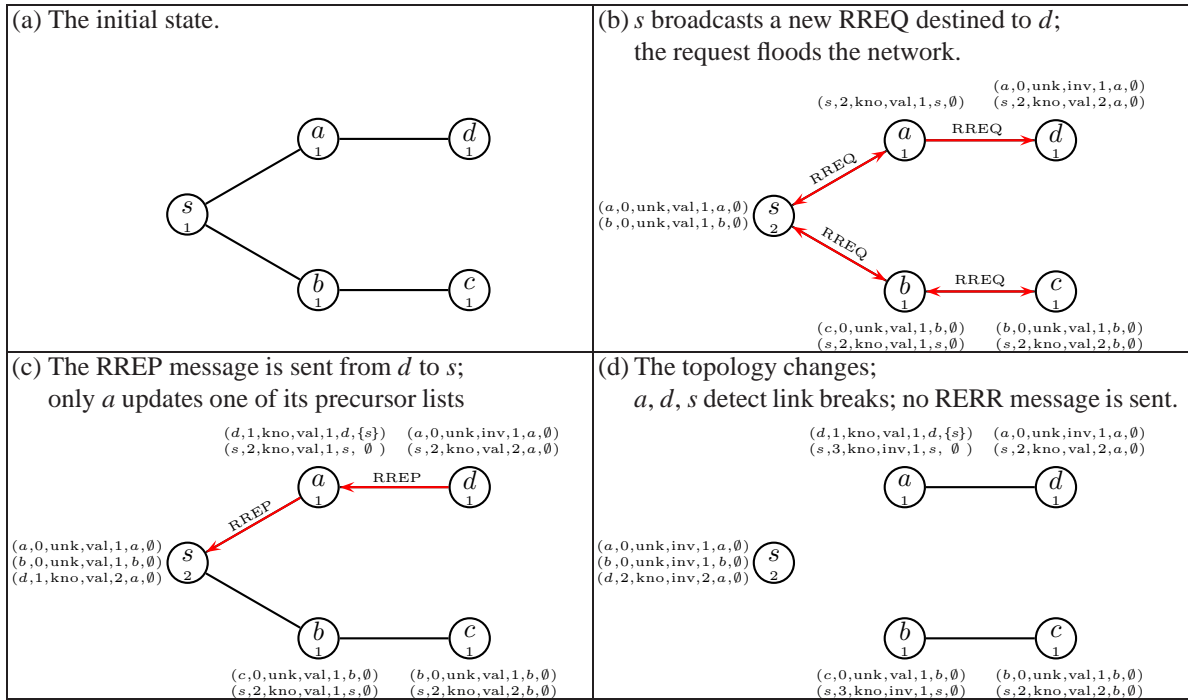 (a) The initial state.
a
1
d
1
s
1
b
1
c
1
(b) s broadcasts a new RREQ destined to d;
the request floods the network.
(a,0,unk,inv,1,a,∅)
(s,2,kno,val,1,s,∅) (s,2,kno,val,2,a,∅)
a
1
RREQ
d
1
RREQ
(a,0,unk,val,1,a,∅)
(b,0,unk,val,1,b,∅)
s
2
RREQ
b
1
RREQ
c
1
(c,0,unk,val,1,b,∅) (b,0,unk,val,1,b,∅)
(s,2,kno,val,1,s,∅) (s,2,kno,val,2,b,∅)
(c) The RREP message is sent from d to s;
only a updates one of its precursor lists
(d,1,kno,val,1,d,{s}) (a,0,unk,inv,1,a,∅)
(s,2,kno,val,1,s, ∅ ) (s,2,kno,val,2,a,∅)
a
1
RREP
d
1
RREP
(a,0,unk,val,1,a,∅)
(b,0,unk,val,1,b,∅)
(d,1,kno,val,2,a,∅)
s
2
b
1
c
1
(c,0,unk,val,1,b,∅) (b,0,unk,val,1,b,∅)
(s,2,kno,val,1,s,∅) (s,2,kno,val,2,b,∅)
(d) The topology changes;
a, d, s detect link breaks; no RERR message is sent.
(d,1,kno,val,1,d,{s}) (a,0,unk,inv,1,a,∅)
(s,3,kno,inv,1,s, ∅ ) (s,2,kno,val,2,a,∅)
a
1
d
1
(a,0,unk,inv,1,a,∅)
(b,0,unk,inv,1,b,∅)
(d,2,kno,inv,2,a,∅)
s
2
b
1
c
1
(c,0,unk,val,1,b,∅) (b,0,unk,val,1,b,∅)
(s,3,kno,inv,1,s,∅) (s,2,kno,val,2,b,∅)